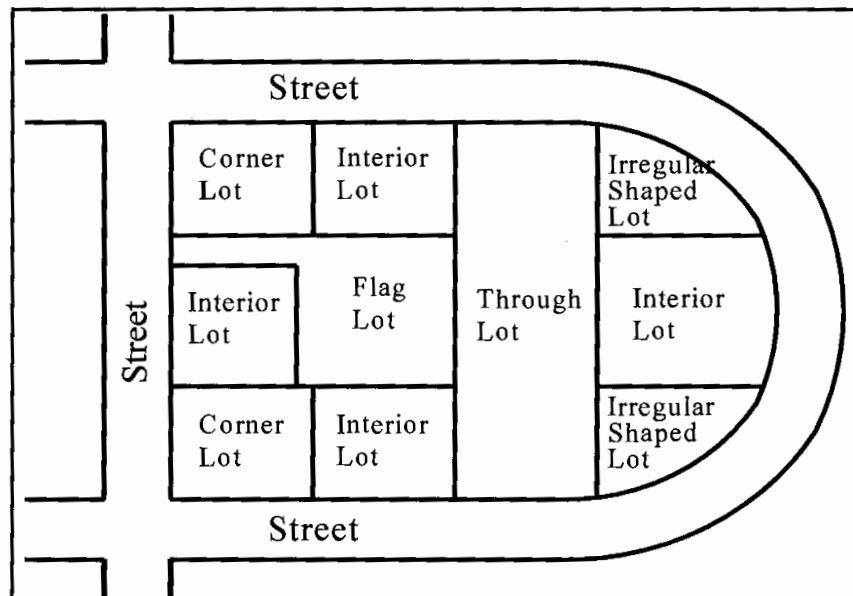 Street
Corner
Lot
Interior
Lot
Irregular
Shaped
Lot
Interior
Lot
Flag
Lot
Through
Lot
Interior
Lot
Street
Corner
Lot
Interior
Lot
Irregular
Shaped
Lot
Street